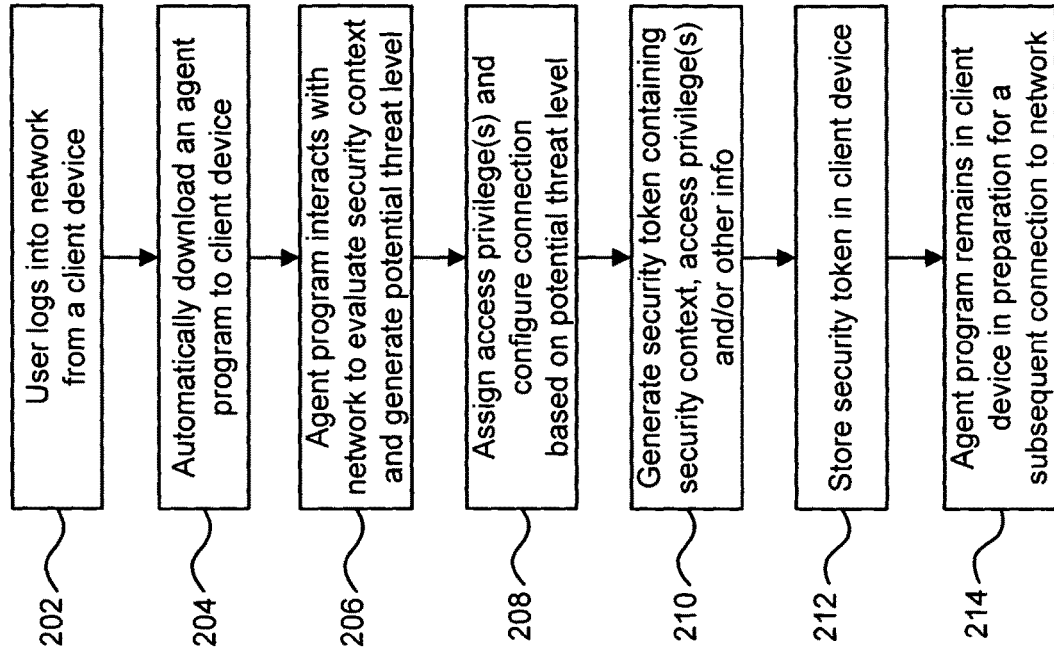 202
User logs into network
from a client device
204
Automatically download an agent
program to client device
206
Agent program interacts with
network to evaluate security context
and generate potential threat level
208
Assign access privilege(s) and
configure connection
based on potential threat level
210
Generate security token containing
security context, access privilege(s)
and/or other info
212
Store security token in client device
214
Agent program remains in client
device in preparation for a
subsequent connection to network